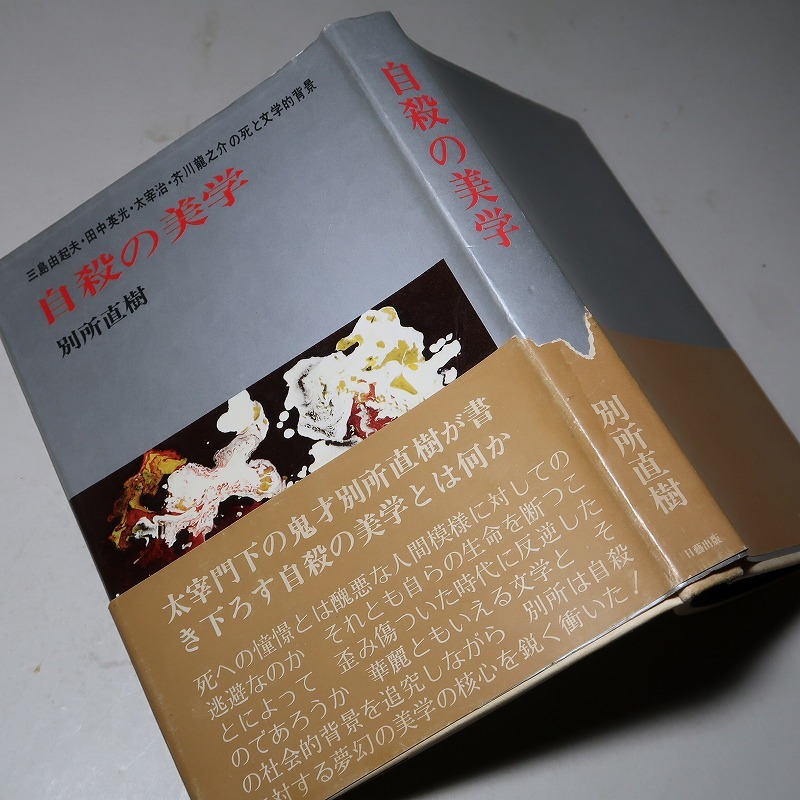 三島由起夫・田中英光・太宰治・芥川龍之介の死と文学的背景
自殺の美学
別所直樹
太宰門下の鬼才別所直樹が書
き下ろす自殺の美学とは何か
死への憧憬とは醜悪な人間模様に対しての
逃避なのか それとも自らの生命を断つこ
とによって 歪み傷ついた時代に反逆した
のであろうか 華麗ともいえる文学と そ
の社会的背景を追究しながら 別所は自殺
に対する夢幻の美学の核心を鋭く衝いた!
自殺の美学
別所直樹
日藝出版